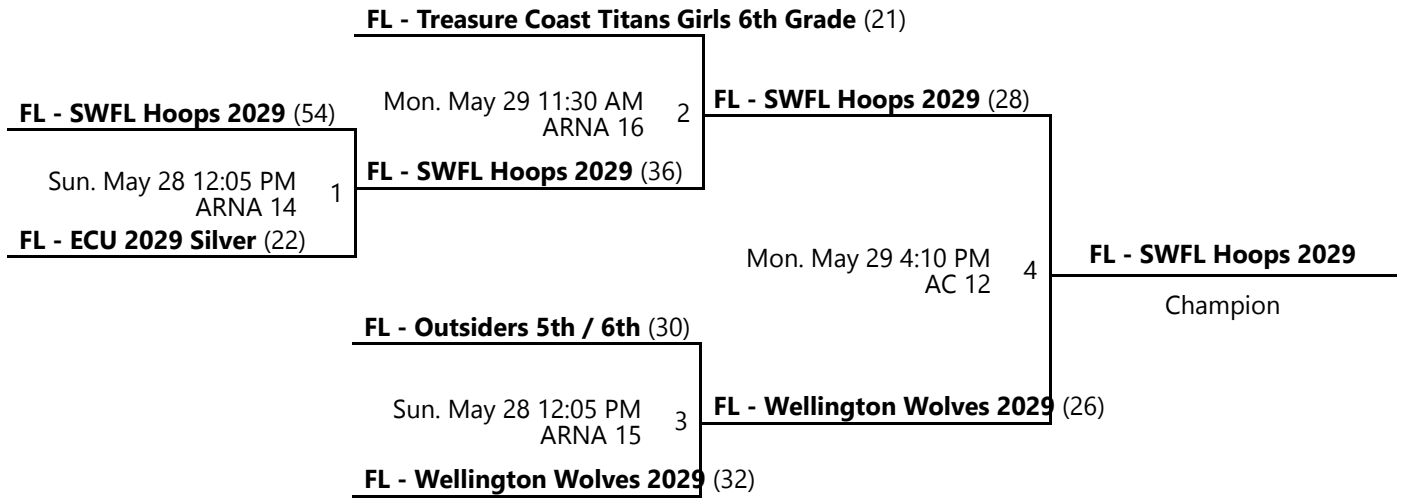 FL - Treasure Coast Titans Girls 6th Grade (21)
FL - SWFL Hoops 2029 (54)
Mon. May 29 11:30 AM
ARNA 16
2
FL - SWFL Hoops 2029 (28)
Sun. May 28 12:05 PM
ARNA 14
1
FL - SWFL Hoops 2029 (36)
FL - ECU 2029 Silver (22)
Mon. May 29 4:10 PM
AC 12
4
FL - SWFL Hoops 2029
Champion
FL - Outsiders 5th / 6th (30)
Sun. May 28 12:05 PM
ARNA 15
3
FL - Wellington Wolves 2029 (26)
FL - Wellington Wolves 2029 (32)